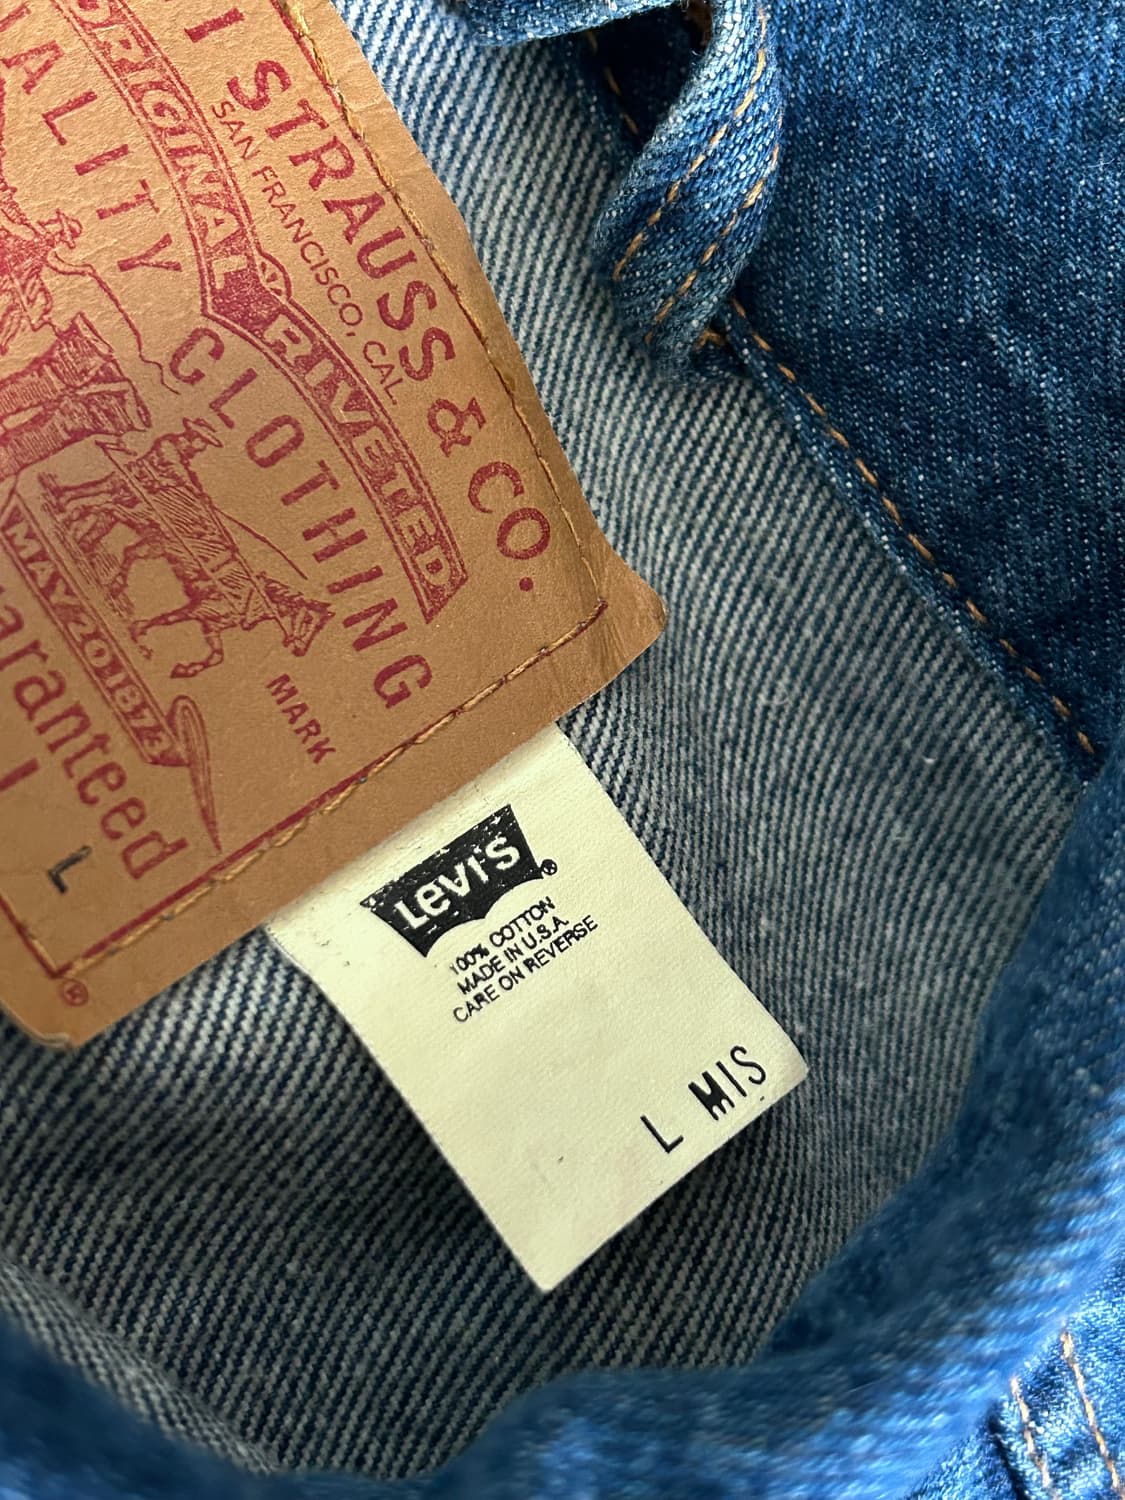 I STRAUSS & CO.
SAN FRANCISCO, CAL.
ORIGINAL RIVETED
ALITY CLOTHING
MARK
MAY 20 1873
aranteed
L
®
Levi's®
100% COTTON
MADE IN U.S.A.
CARE ON REVERSE
L MIS